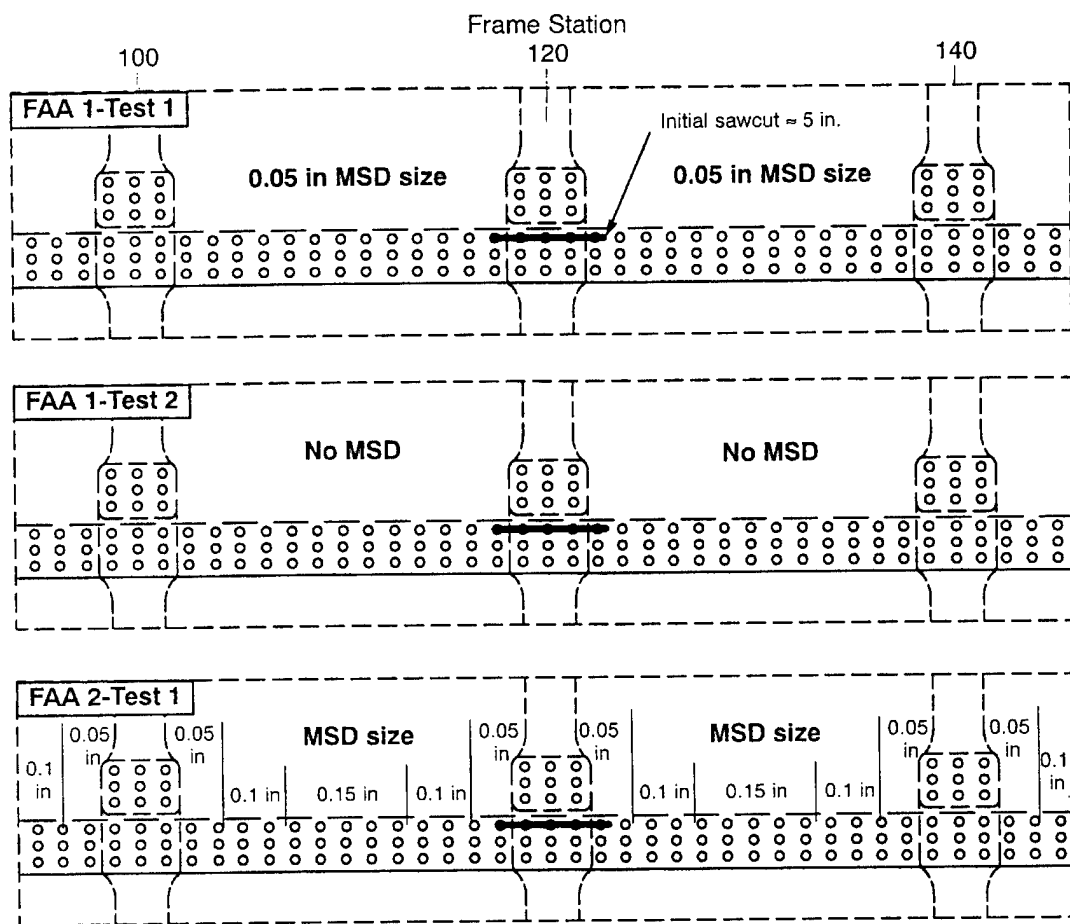 Frame Station
100 120 140
FAA 1-Test 1
Initial sawcut ≈ 5 in.
0.05 in MSD size
0.05 in MSD size
FAA 1-Test 2
No MSD
No MSD
FAA 2-Test 1
MSD size
MSD size
0.1
in
0.05
in
0.05
in
0.1 in
0.15 in
0.1 in
0.05
in
0.05
in
0.1 in
0.15 in
0.1 in
0.05
in
0.05
in
0.1
in